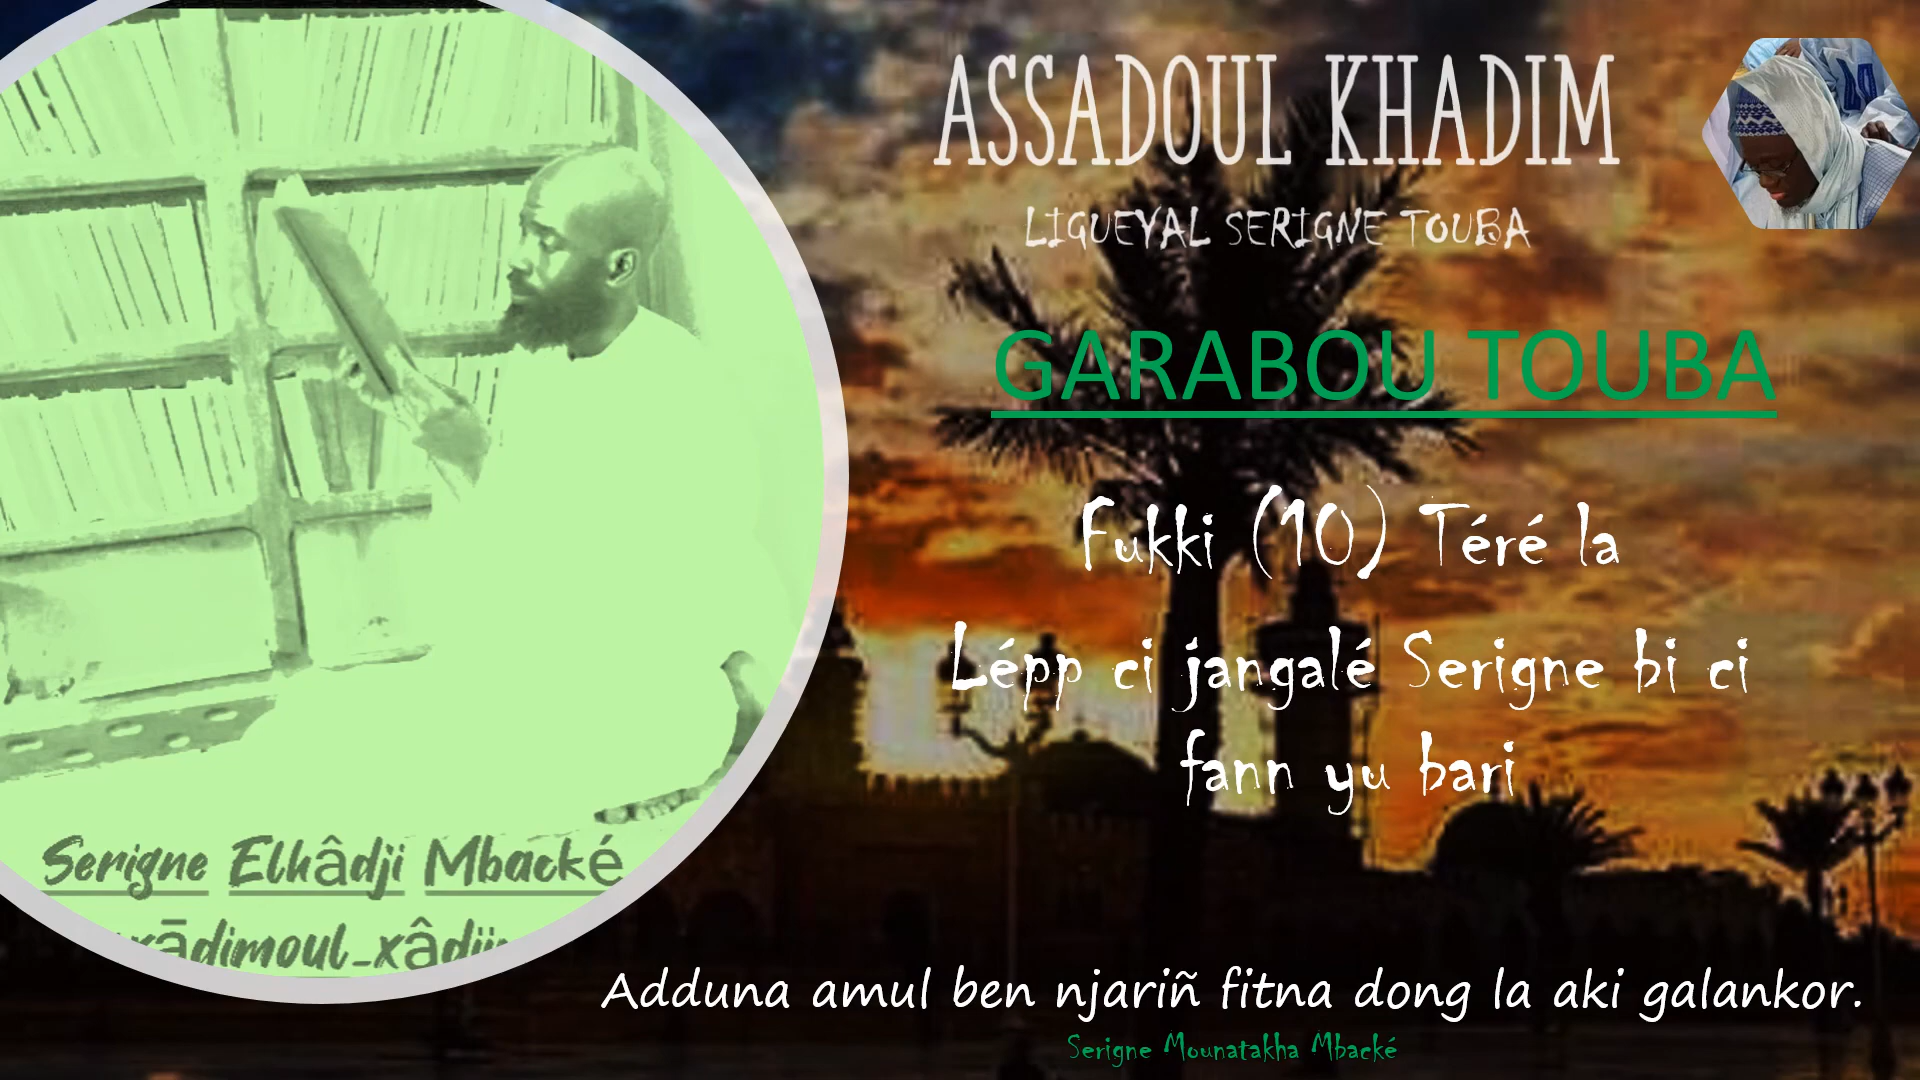 ASSADOUL KHADIM
LIGUEYAL SERIGNE TOUBA
GARABOU TOUBA
Fukki (10) Téré la
Lépp ci jangalé Serigne bi ci
fann yu bari
Serigne Elhâdji Mbacké
Adduna amul ben njariñ fitna dong la aki galankor.
Serigne Mounatakha Mbacké